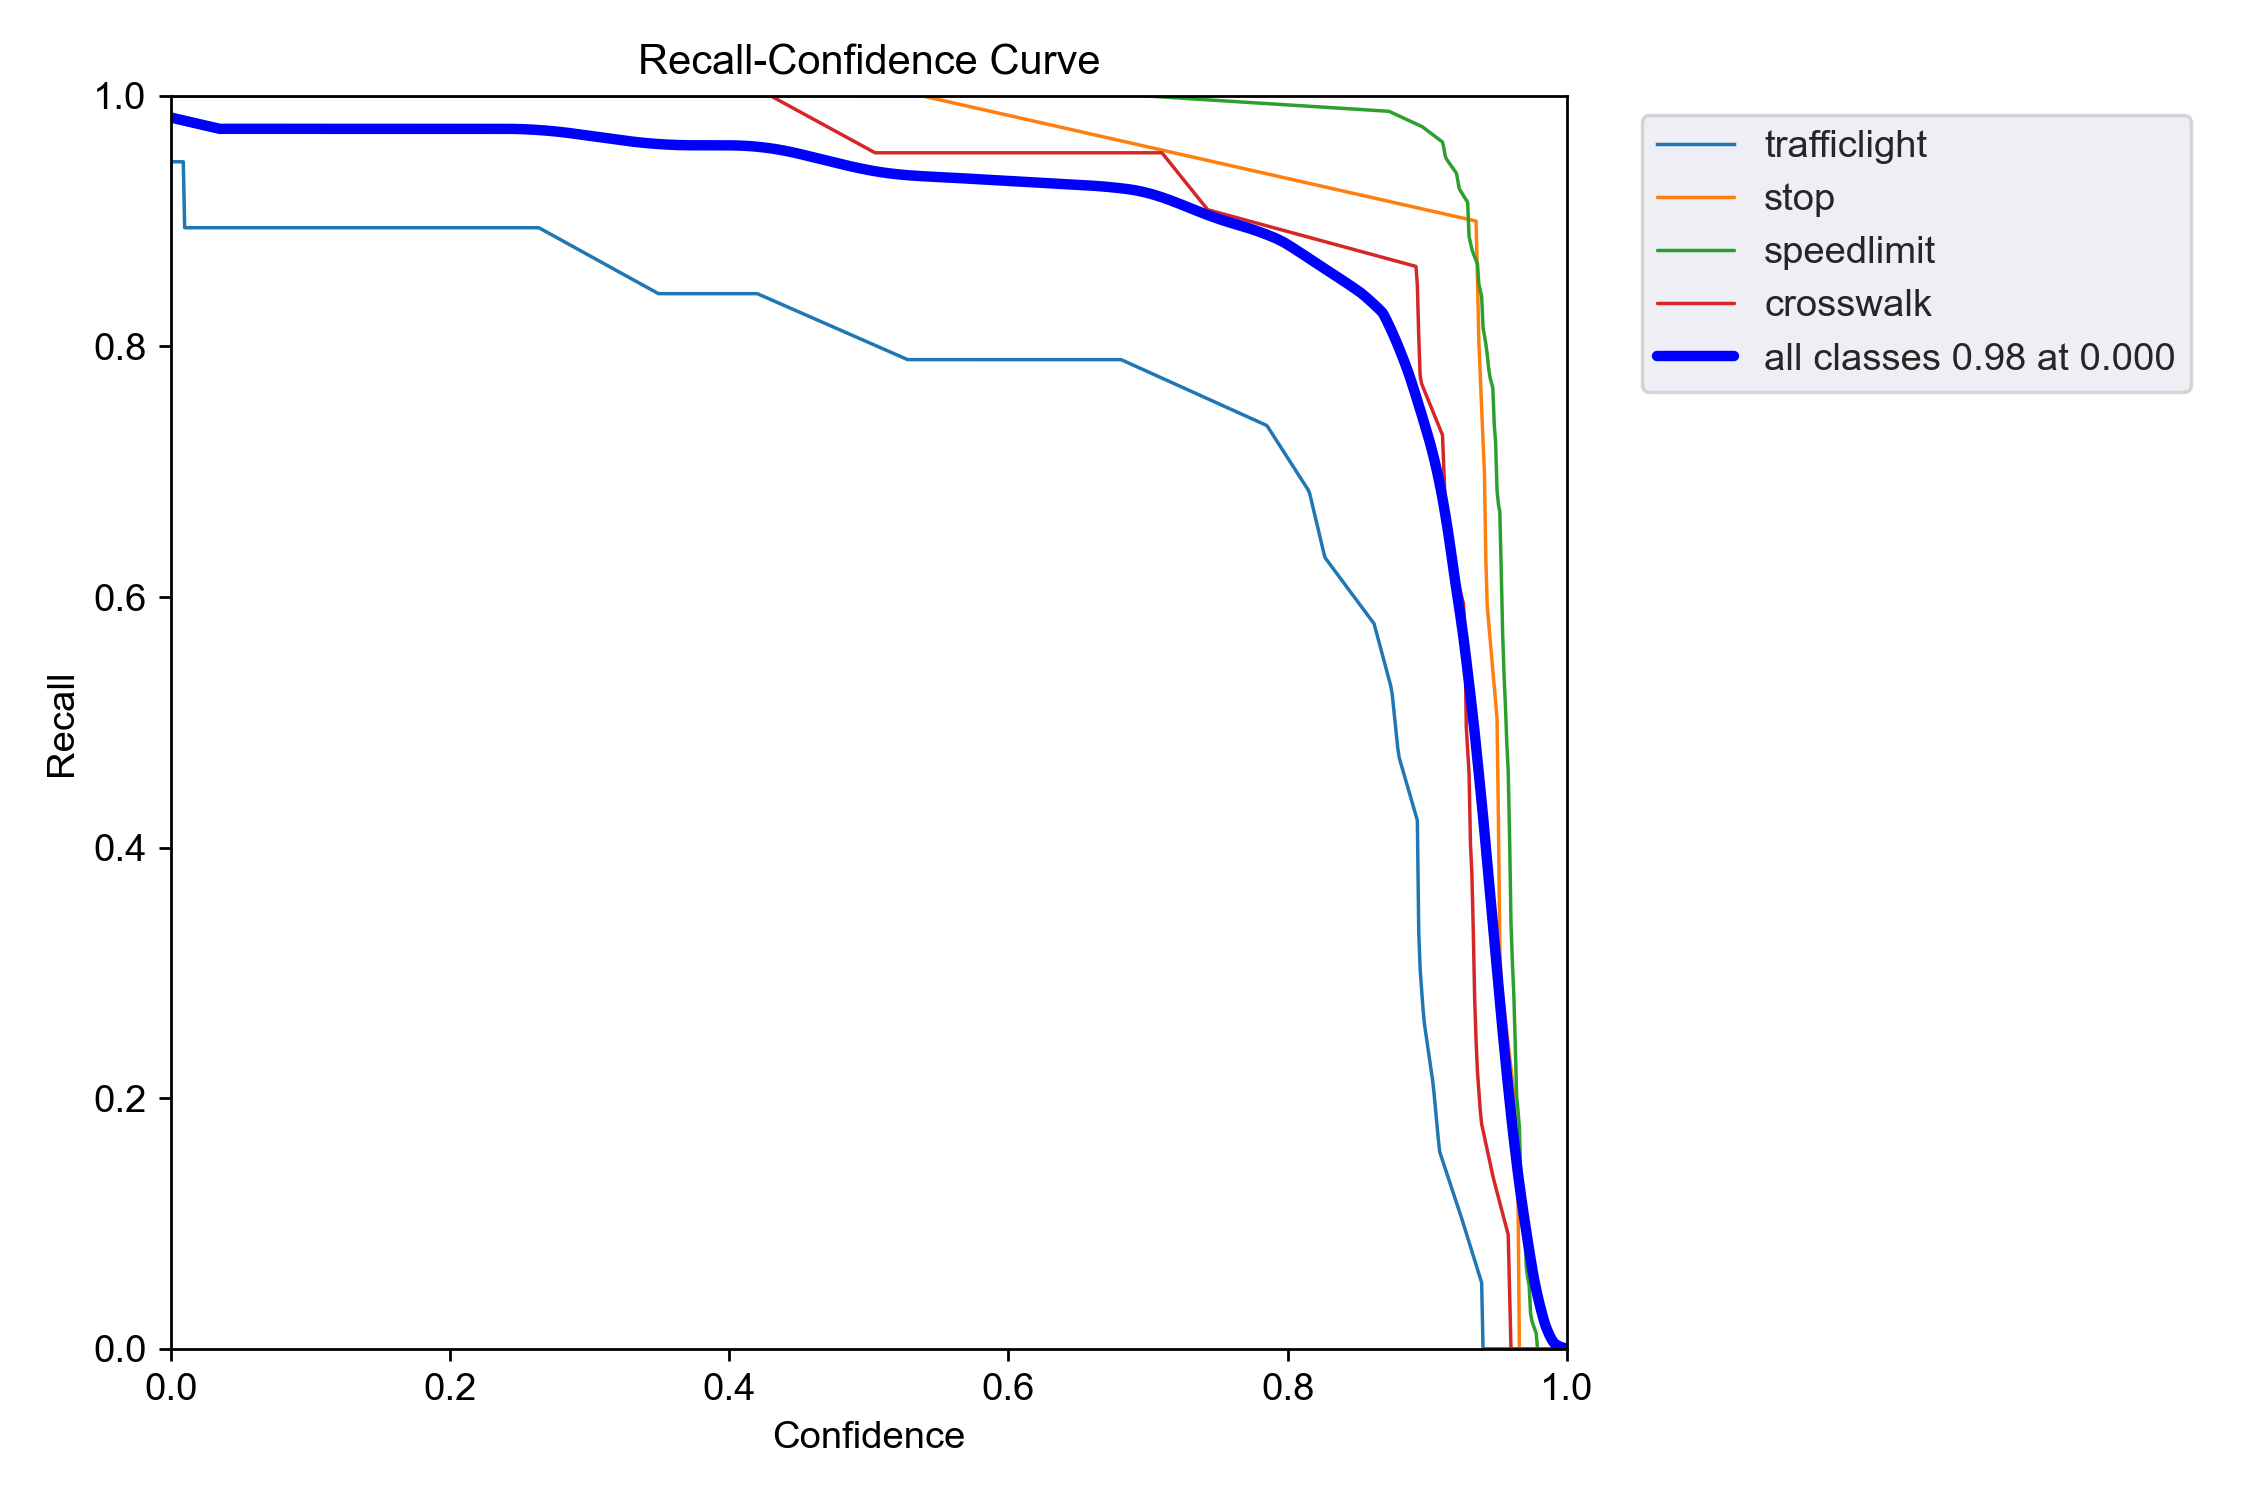 Recall-Confidence Curve
1.0
0.8
0.6
0.4
0.2
0.0
Recall
0.0 0.2 0.4 0.6 0.8 1.0
Confidence
trafficlight
stop
speedlimit
crosswalk
all classes 0.98 at 0.000